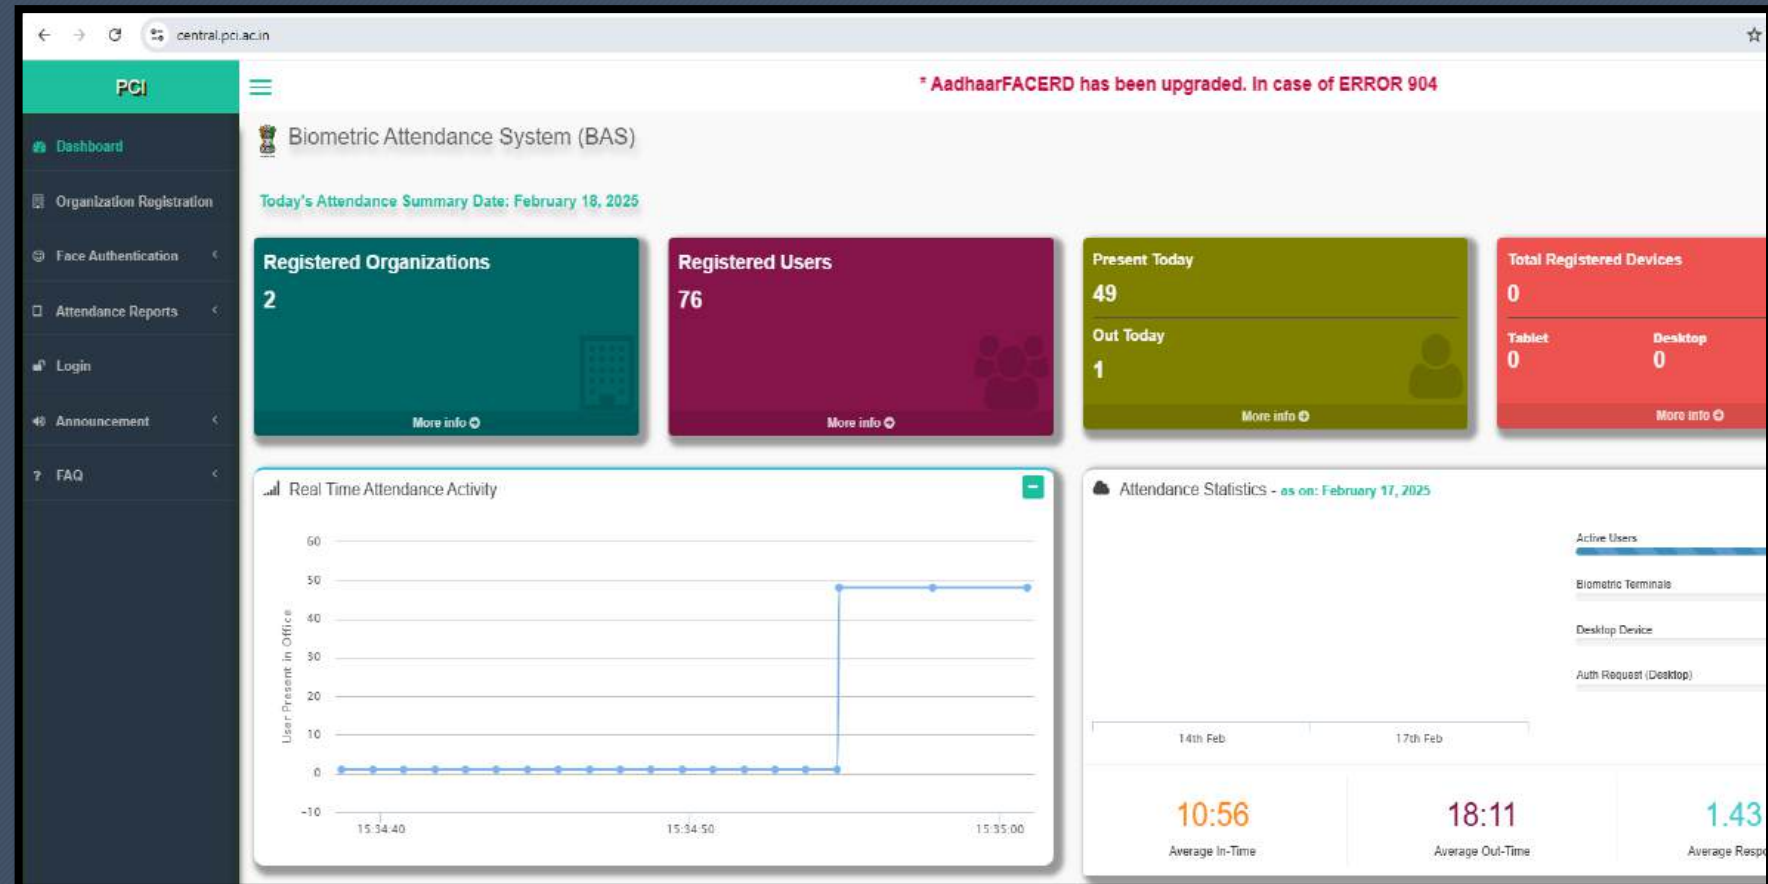 central.pci.ac.in
PCI
* AadhaarFACERD has been upgraded. In case of ERROR 904
Biometric Attendance System (BAS)
Dashboard
Organization Registration
Face Authentication
Attendance Reports
Login
Announcement
? FAQ
Today's Attendance Summary Date: February 18, 2025
Registered Organizations
2
More info
Registered Users
76
More info
Present Today
49
Out Today
1
More info
Total Registered Devices
0
Tablet Desktop
0 0
More info
Real Time Attendance Activity
User Present in Office
60
50
40
30
20
10
0
-10
15:34:40 15:34:50 15:35:00
Attendance Statistics - as on: February 17, 2025
Active Users
Biometric Terminals
Desktop Device
Auth Request (Desktop)
14th Feb 17th Feb
10:56 18:11 1.43
Average In-Time Average Out-Time Average Respo